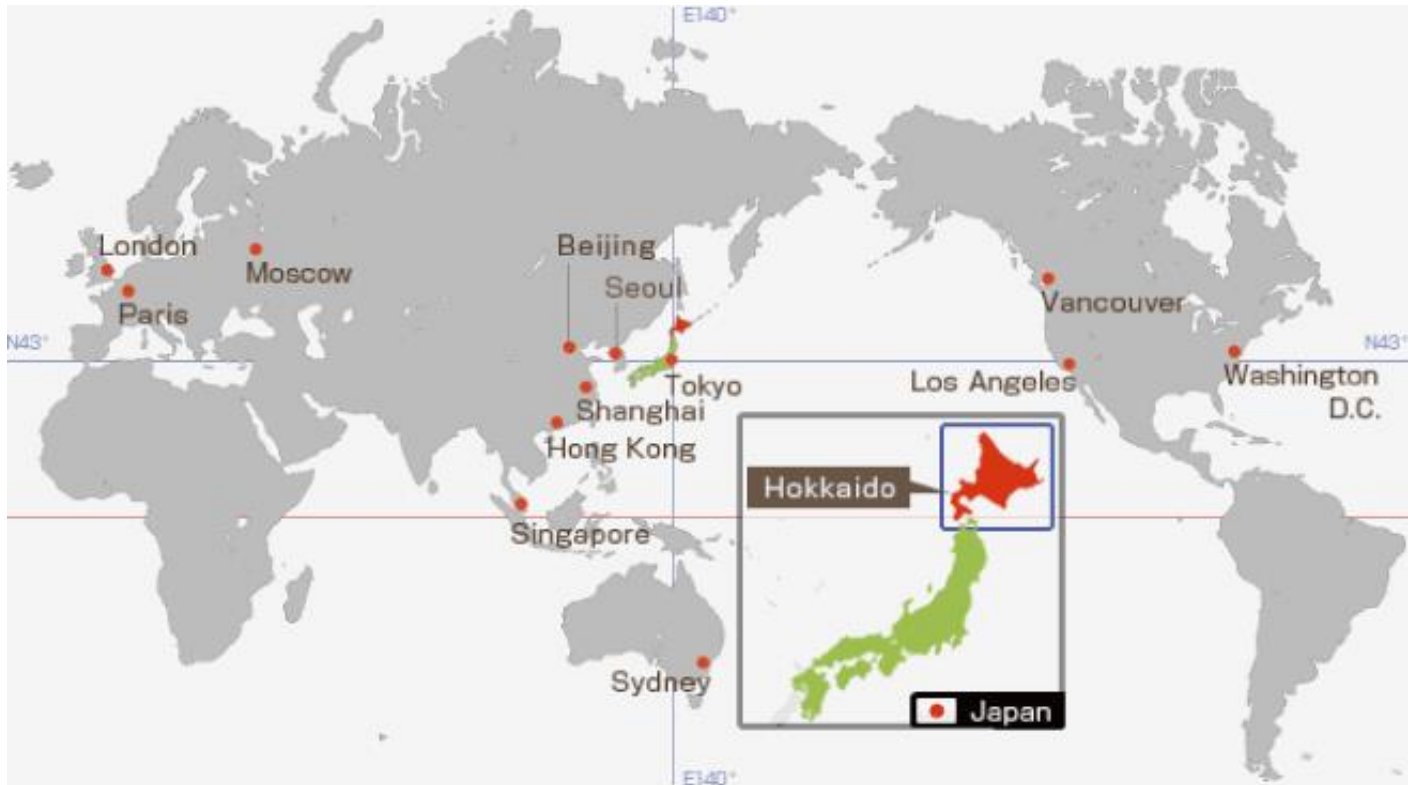 E140°
London
Beijing
Moscow
Seoul
Paris
Vancouver
N43°
N43°
Tokyo
Los Angeles
Washington
D.C.
Shanghai
Hong Kong
Hokkaido
Singapore
Sydney
Japan
E140°